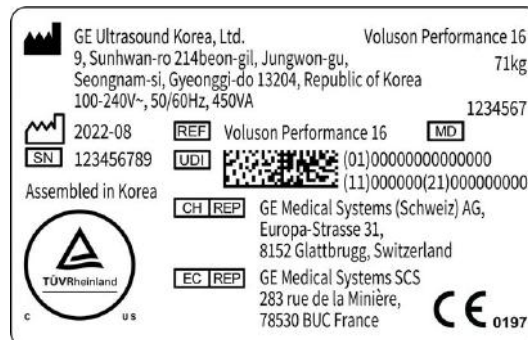 GE Ultrasound Korea, Ltd.
9, Sunhwan-ro 214beon-gil, Jungwon-gu,
Seongnam-si, Gyeonggi-do 13204, Republic of Korea
100-240V~, 50/60Hz, 450VA
Voluson Performance 16
71kg
1234567
2022-08
REF Voluson Performance 16
MD
SN 123456789
UDI
(01)00000000000000
(11)000000(21)000000000
Assembled in Korea
TÜVRheinland
C US
CH REP GE Medical Systems (Schweiz) AG,
Europa-Strasse 31,
8152 Glattbrugg, Switzerland
EC REP GE Medical Systems SCS
283 rue de la Minière,
78530 BUC France
CE 0197